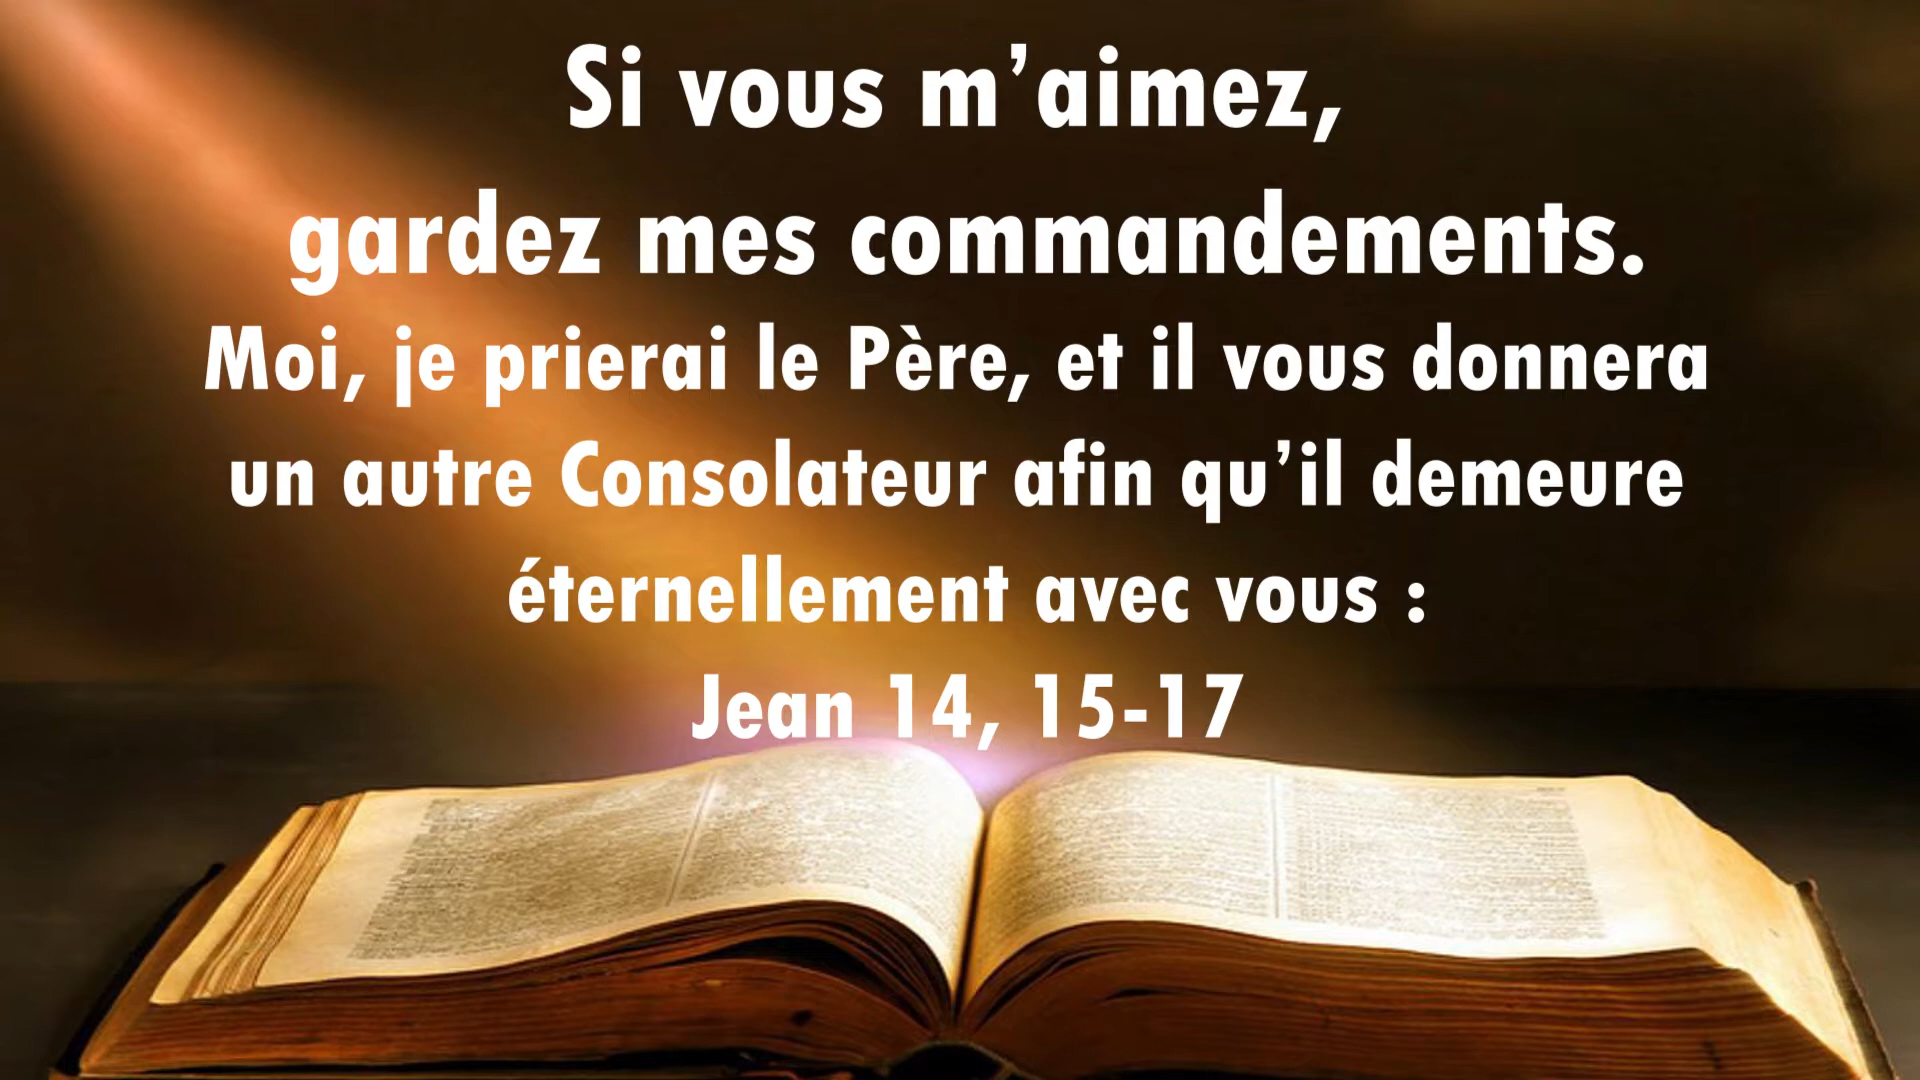 Si vous m’aimez,
gardez mes commandements.
Moi, je prierai le Père, et il vous donnera
un autre Consolateur afin qu’il demeure
éternellement avec vous :
Jean 14, 15-17